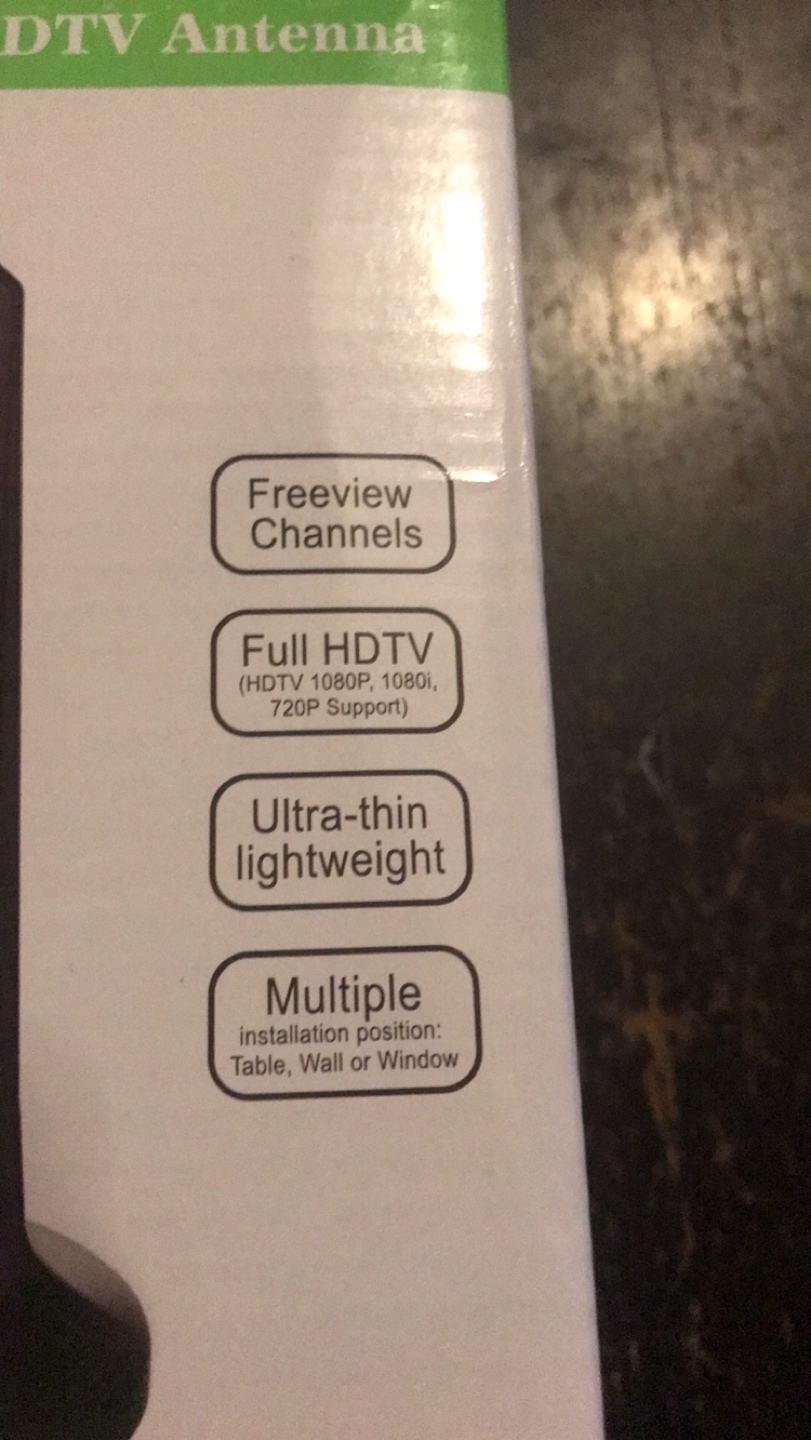 DTV Antenna
Freeview
Channels
Full HDTV
(HDTV 1080P, 1080i,
720P Support)
Ultra-thin
lightweight
Multiple
installation position:
Table, Wall or Window